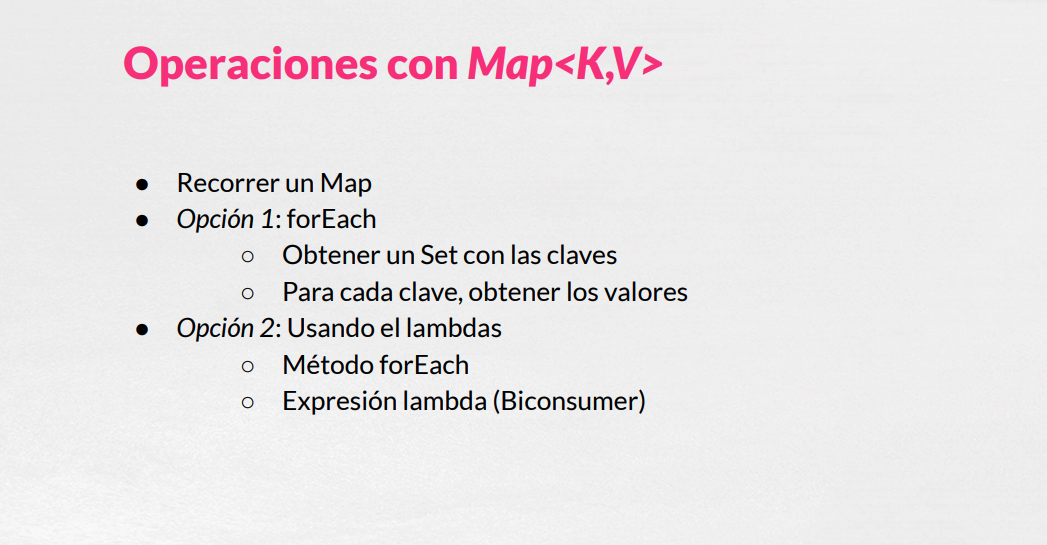 Operaciones con Map<K,V>
● Recorrer un Map
● Opción 1: forEach
○ Obtener un Set con las claves
○ Para cada clave, obtener los valores
● Opción 2: Usando el lambdas
○ Método forEach
○ Expresión lambda (Biconsumer)